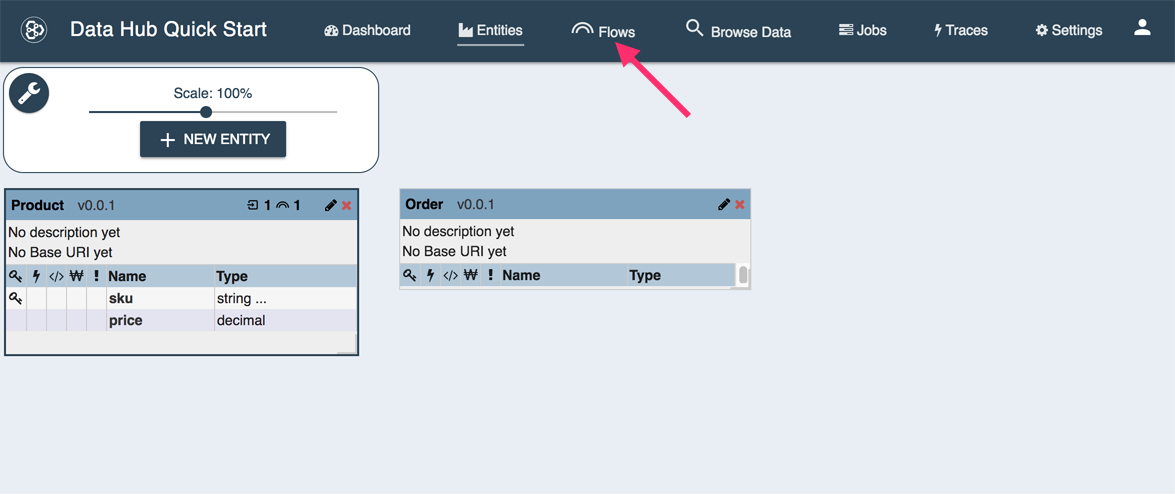 Data Hub Quick Start Dashboard Entities Flows Browse Data Jobs Traces Settings
Scale: 100%
+ NEW ENTITY
Product v0.0.1 1 1
No description yet
No Base URI yet
</> ₩ ! Name Type
sku string ...
price decimal
Order v0.0.1
No description yet
No Base URI yet
</> ₩ ! Name Type